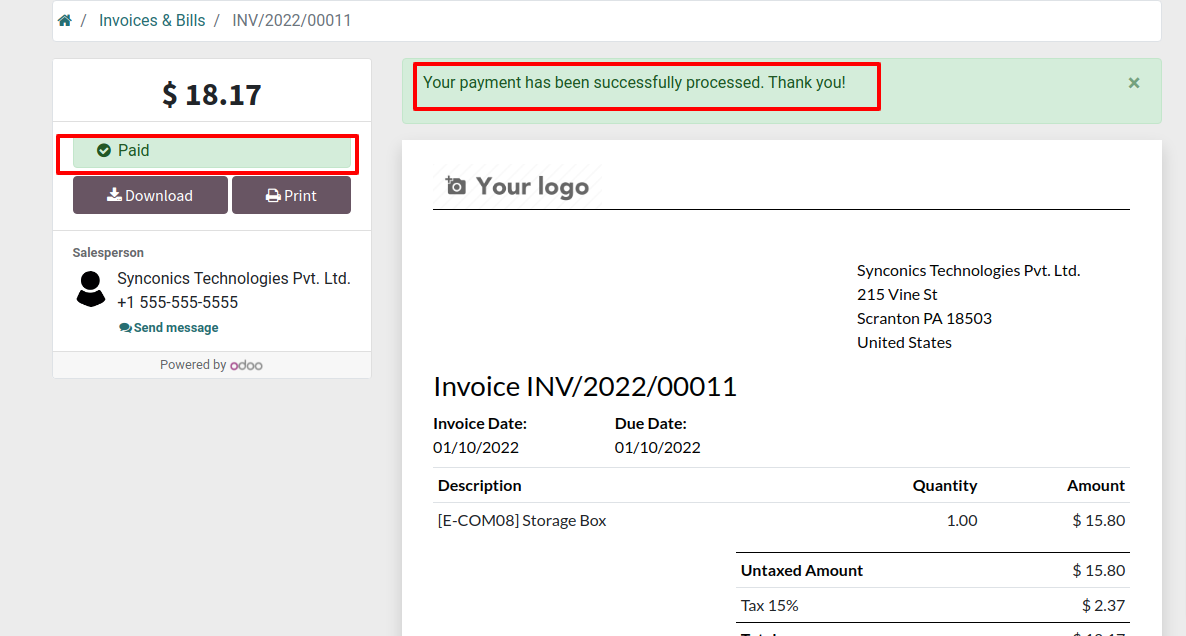 / Invoices & Bills / INV/2022/00011
$ 18.17
Paid
Download
Print
Salesperson
Synconics Technologies Pvt. Ltd.
+1 555-555-5555
Send message
Powered by odoo
Your payment has been successfully processed. Thank you!
×
Your logo
Synconics Technologies Pvt. Ltd.
215 Vine St
Scranton PA 18503
United States
Invoice INV/2022/00011
Invoice Date: Due Date:
01/10/2022 01/10/2022
Description Quantity Amount
[E-COM08] Storage Box 1.00 $ 15.80
Untaxed Amount $ 15.80
Tax 15% $ 2.37